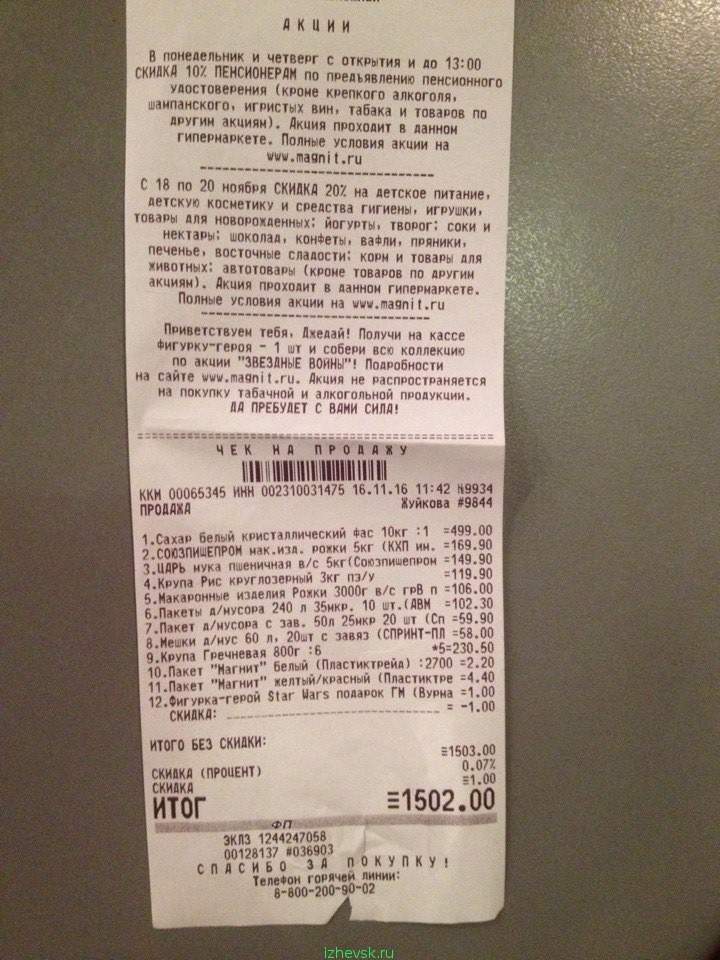 АКЦИИ
В понедельник и четверг с открытия и до 13:00
СКИДКА 10% ПЕНСИОНЕРАМ по предъявлению пенсионного
удостоверения (кроме крепкого алкоголя,
шампанского, игристых вин, табака и товаров по
другим акциям). Акция проходит в данном
гипермаркете. Полные условия акции на
www.magnit.ru
С 18 по 20 ноября СКИДКА 20% на детское питание,
детскую косметику и средства гигиены, игрушки,
товары для новорожденных; йогурты, творог; соки и
нектары; шоколад, конфеты, вафли, пряники,
печенье, восточные сладости; корм и товары для
животных; автотовары (кроме товаров по другим
акциям). Акция проходит в данном гипермаркете.
Полные условия акции на www.magnit.ru
Приветствуем тебя, Джедай! Получи на кассе
фигурку-героя - 1 шт и собери всю коллекцию
по акции "ЗВЕЗДНЫЕ ВОЙНЫ"! Подробности
на сайте www.magnit.ru. Акция не распространяется
на покупку табачной и алкогольной продукции.
ДА ПРЕБУДЕТ С ВАМИ СИЛА!
ЧЕК НА ПРОДАЖУ
ККМ 00065345 ИНН 002310031475 16.11.16 11:42 №9934
ПРОДАЖА Жуйкова #9844
1.Сахар белый кристаллический фас 10кг :1 =499.00
2.СОЮЗПИЩЕПРОМ мак.изд. рожки 5кг (КХП им. =169.90
3.ЦАРЬ мука пшеничная в/с 5кг(Союзпищепром =149.90
4.Крупа Рис круглозерный 3кг пэ/у =119.90
5.Макаронные изделия Рожки 3000г в/с грВ п =106.00
6.Пакеты д/мусора 240 л 35мкр. 10 шт.(АВМ =102.30
7.Пакет д/мусора с зав. 50л 25мкр 20 шт (Сп =59.90
8.Мешки д/мус 60 л, 20шт с завяз (СПРИНТ-ПЛ =58.00
9.Крупа Гречневая 800г :6 *5=230.50
10.Пакет "Магнит" белый (Пластиктрейд) :2700 =2.20
11.Пакет "Магнит" желтый/красный (Пластиктре =4.40
12.Фигурка-герой Star Wars подарок ГМ (Вурма =1.00
СКИДКА: = -1.00
ИТОГО БЕЗ СКИДКИ: ≡1503.00
СКИДКА (ПРОЦЕНТ) 0.07%
СКИДКА ≡1.00
ИТОГ ≡1502.00
ФП
ЭКЛЗ 1244247058
00128137 #036903
СПАСИБО ЗА ПОКУПКУ!
Телефон горячей линии:
8-800-200-90-02
izhevsk.ru